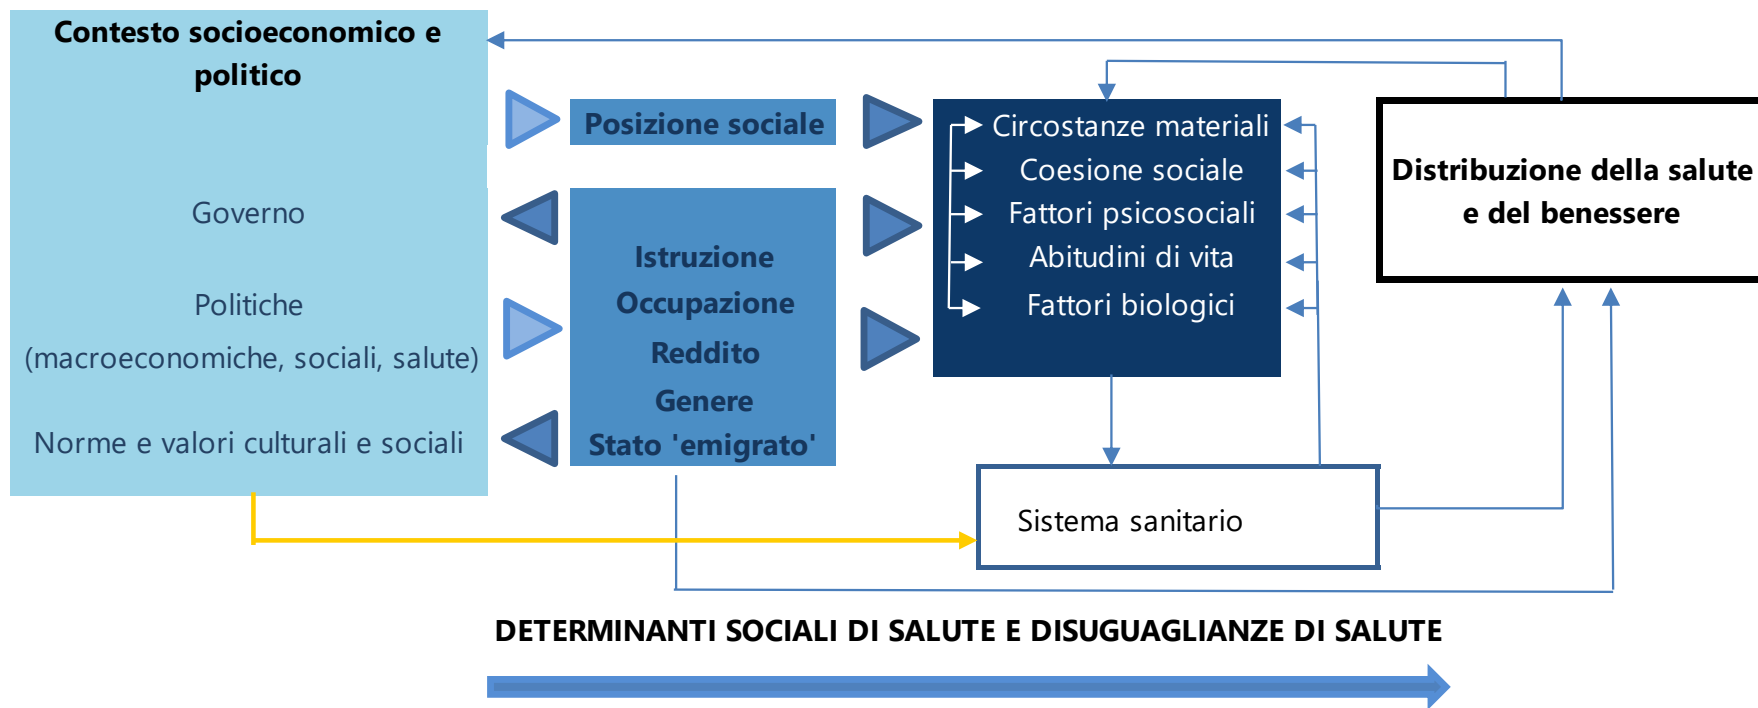 Contesto socioeconomico e
politico
Governo
Politiche
(macroeconomiche, sociali, salute)
Norme e valori culturali e sociali
Posizione sociale
Istruzione
Occupazione
Reddito
Genere
Stato 'emigrato'
Circostanze materiali
Coesione sociale
Fattori psicosociali
Abitudini di vita
Fattori biologici
Distribuzione della salute
e del benessere
Sistema sanitario
DETERMINANTI SOCIALI DI SALUTE E DISUGUAGLIANZE DI SALUTE